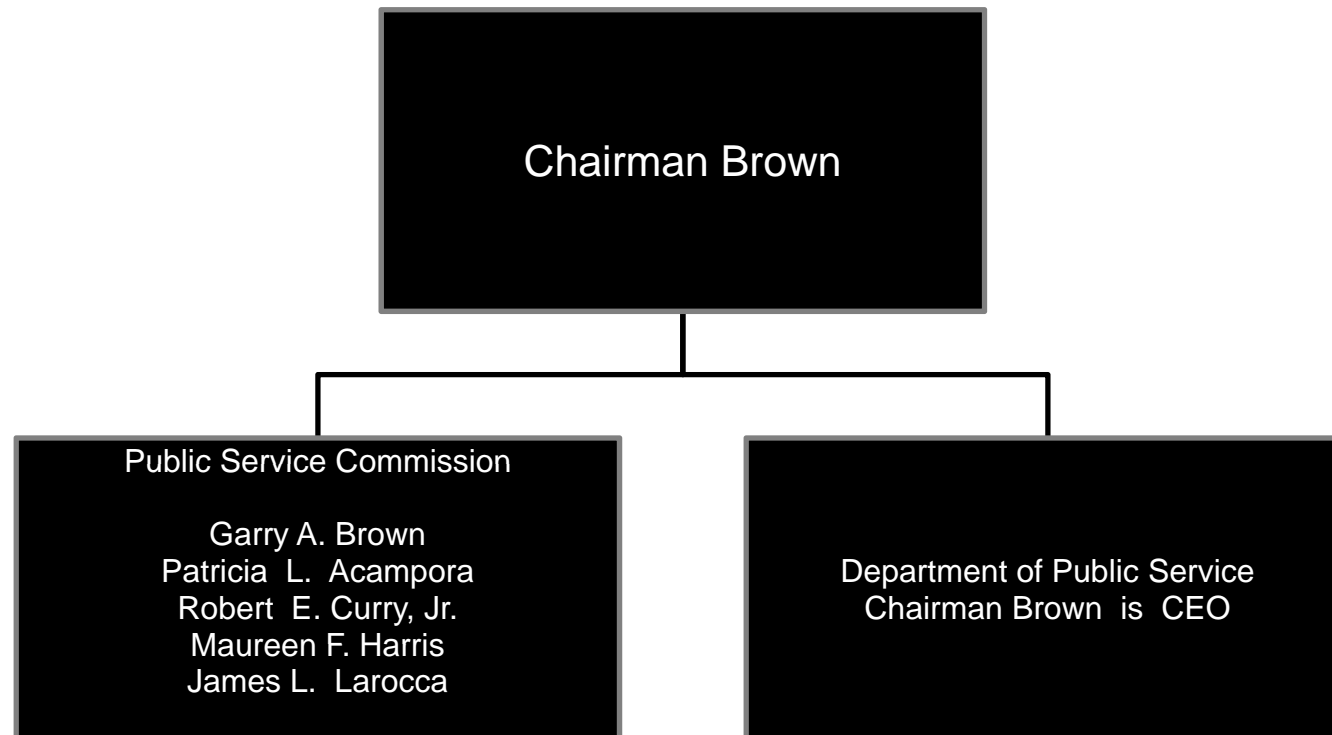 Chairman Brown
Public Service Commission
Garry A. Brown
Patricia L. Acampora
Robert E. Curry, Jr.
Maureen F. Harris
James L. Larocca
Department of Public Service
Chairman Brown is CEO